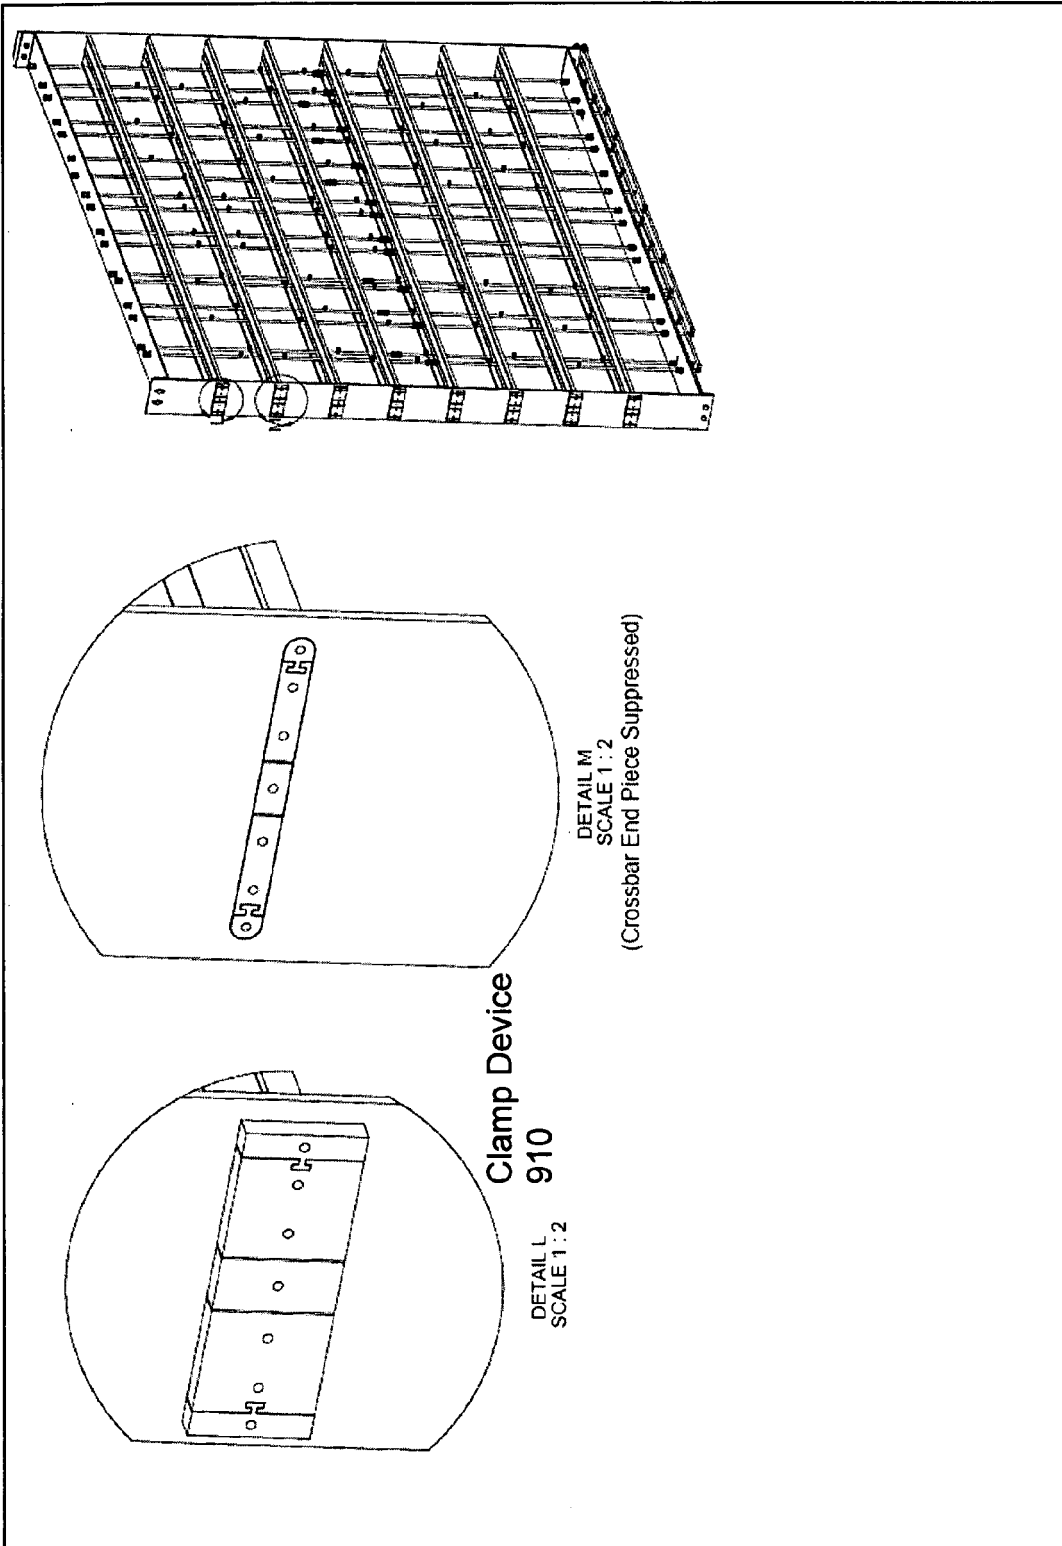 L
M
DETAIL M
SCALE 1 : 2
(Crossbar End Piece Suppressed)
Clamp Device
910
DETAIL L
SCALE 1 : 2